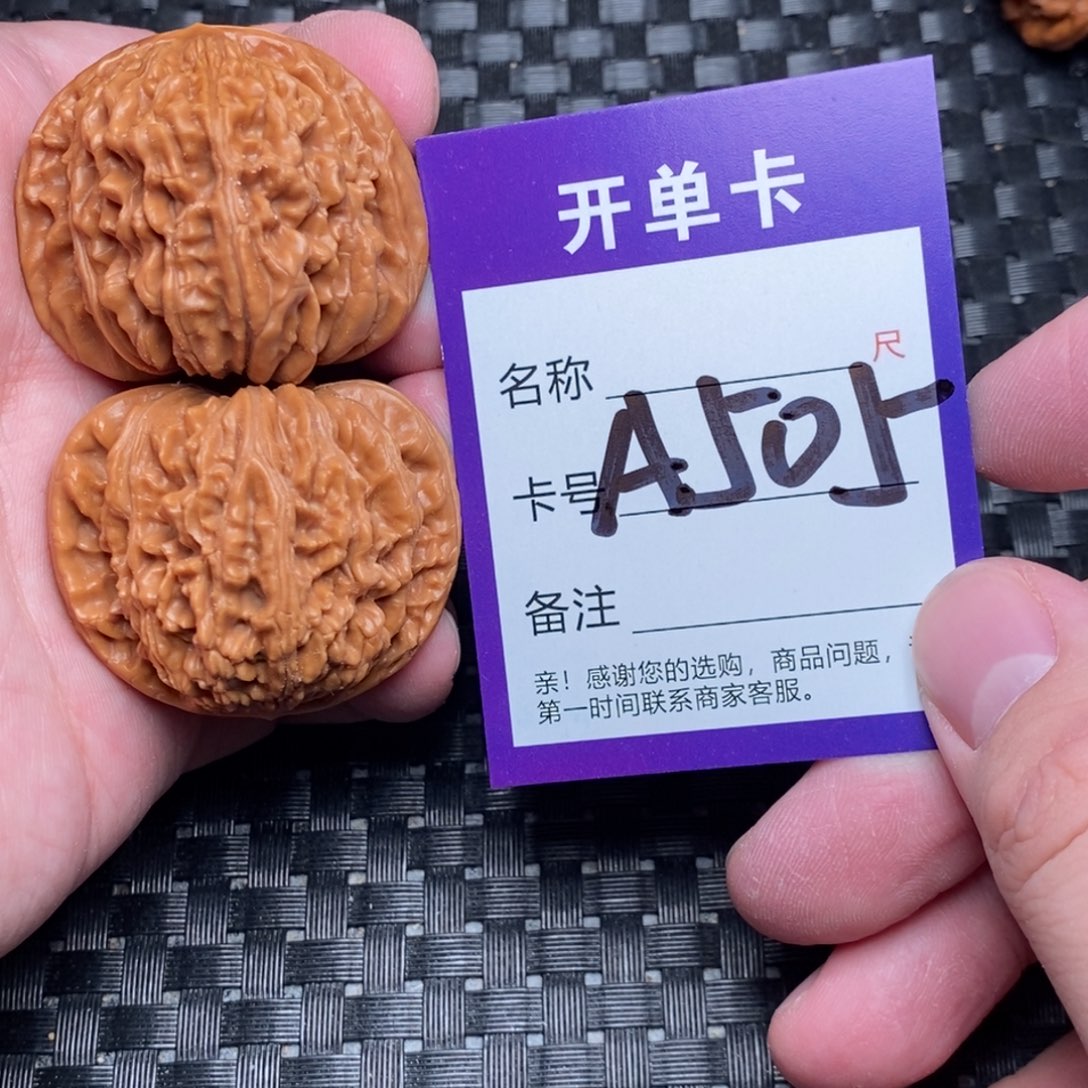 开单卡
名称 尺
卡号 A505
备注
亲！感谢您的选购，商品问题，
第一时间联系商家客服。